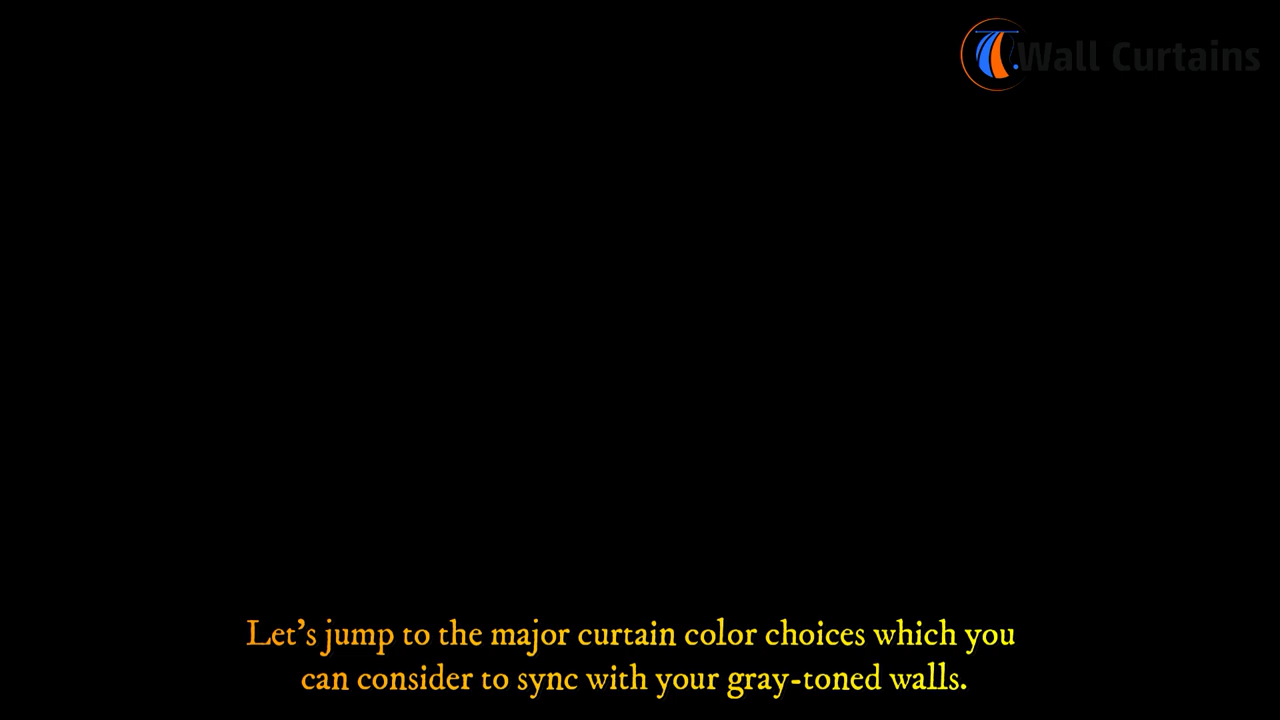 Wall Curtains
Let's jump to the major curtain color choices which you
can consider to sync with your gray-toned walls.